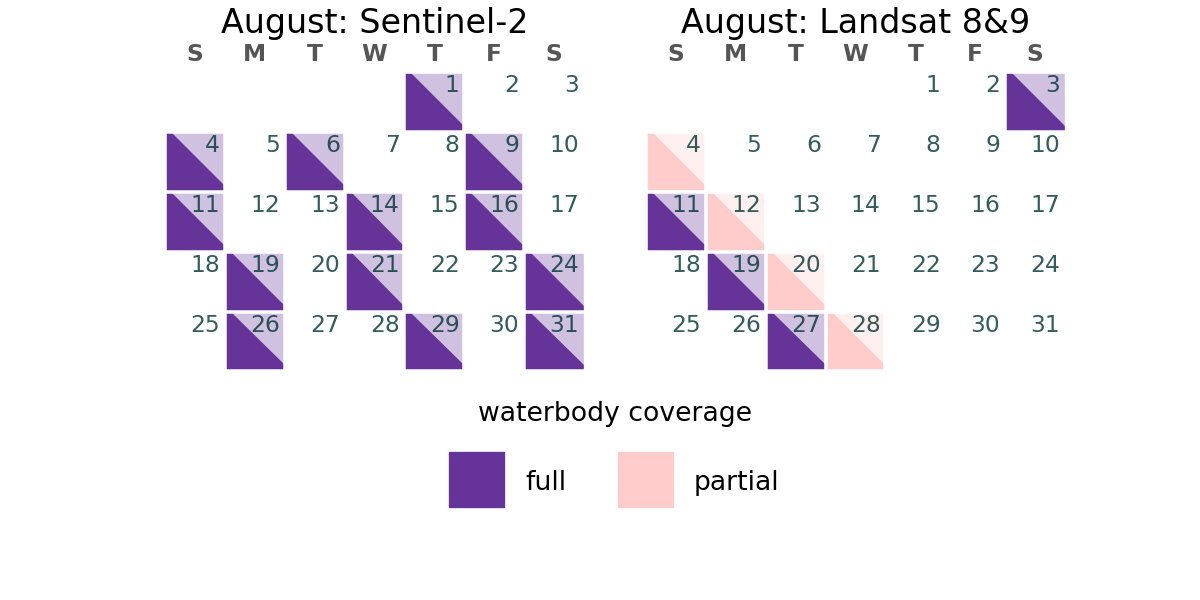 August: Sentinel-2
S M T W T F S
1 2 3
4 5 6 7 8 9 10
11 12 13 14 15 16 17
18 19 20 21 22 23 24
25 26 27 28 29 30 31
August: Landsat 8&9
S M T W T F S
1 2 3
4 5 6 7 8 9 10
11 12 13 14 15 16 17
18 19 20 21 22 23 24
25 26 27 28 29 30 31
waterbody coverage
full
partial